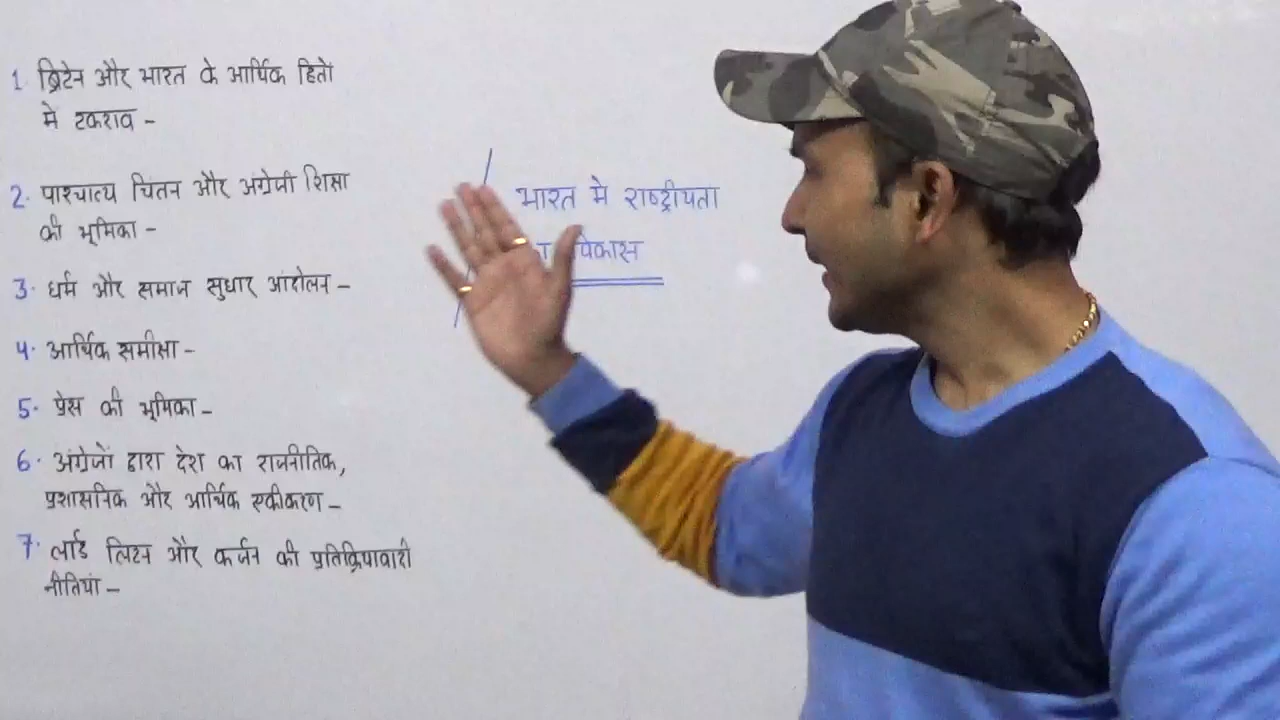 1. ब्रिटेन और भारत के आर्थिक हितो
मे टकराव -
2. पाश्चात्य चिंतन और अंग्रेजी शिक्षा
की भूमिका -
3. धर्म और समाज सुधार आंदोलन -
4. आर्थिक समीक्षा -
5. प्रेस की भूमिका -
6. अंग्रेजों द्वारा देश का राजनीतिक,
प्रशासनिक और आर्थिक एकीकरण -
7. लार्ड लिटन और कर्जन की प्रतिक्रियावादी
नीतियां -
भारत मे राष्ट्रीयता
विकास